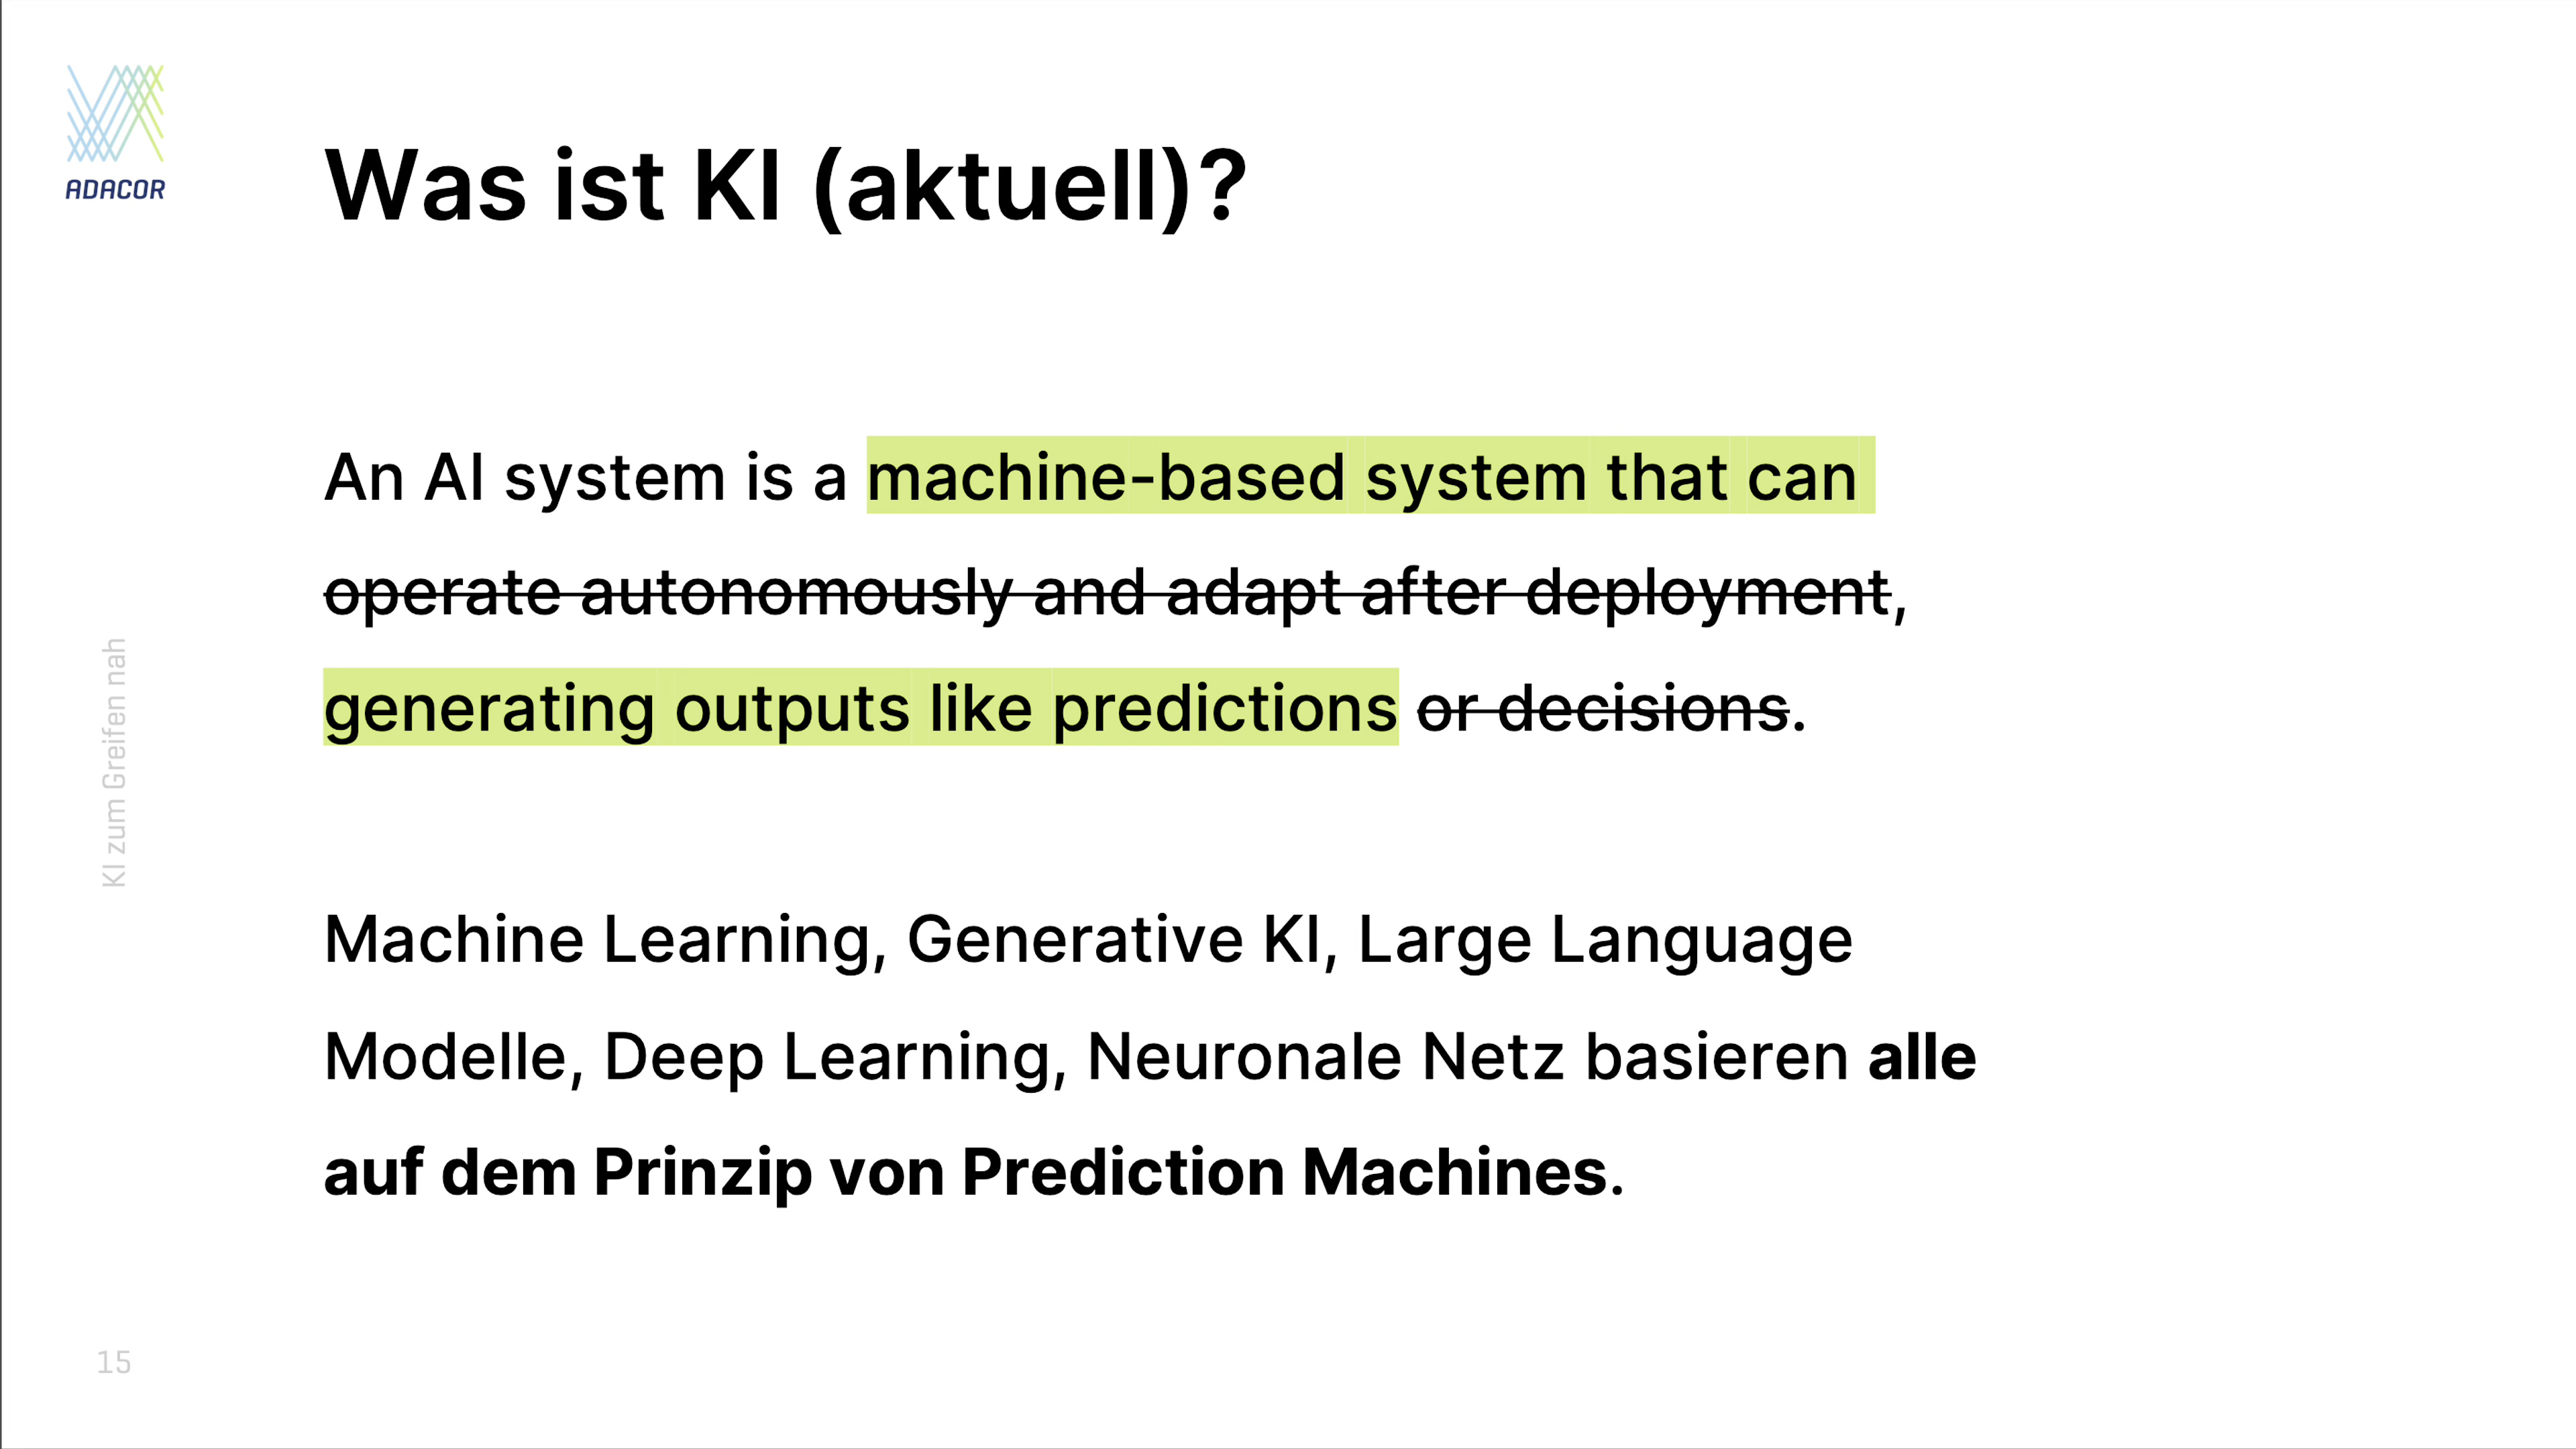 ADACOR
Was ist KI (aktuell)?
An AI system is a machine-based system that can
operate autonomously and adapt after deployment,
generating outputs like predictions or decisions.
Machine Learning, Generative KI, Large Language
Modelle, Deep Learning, Neuronale Netz basieren alle
auf dem Prinzip von Prediction Machines.
KI zum Greifen nah
15